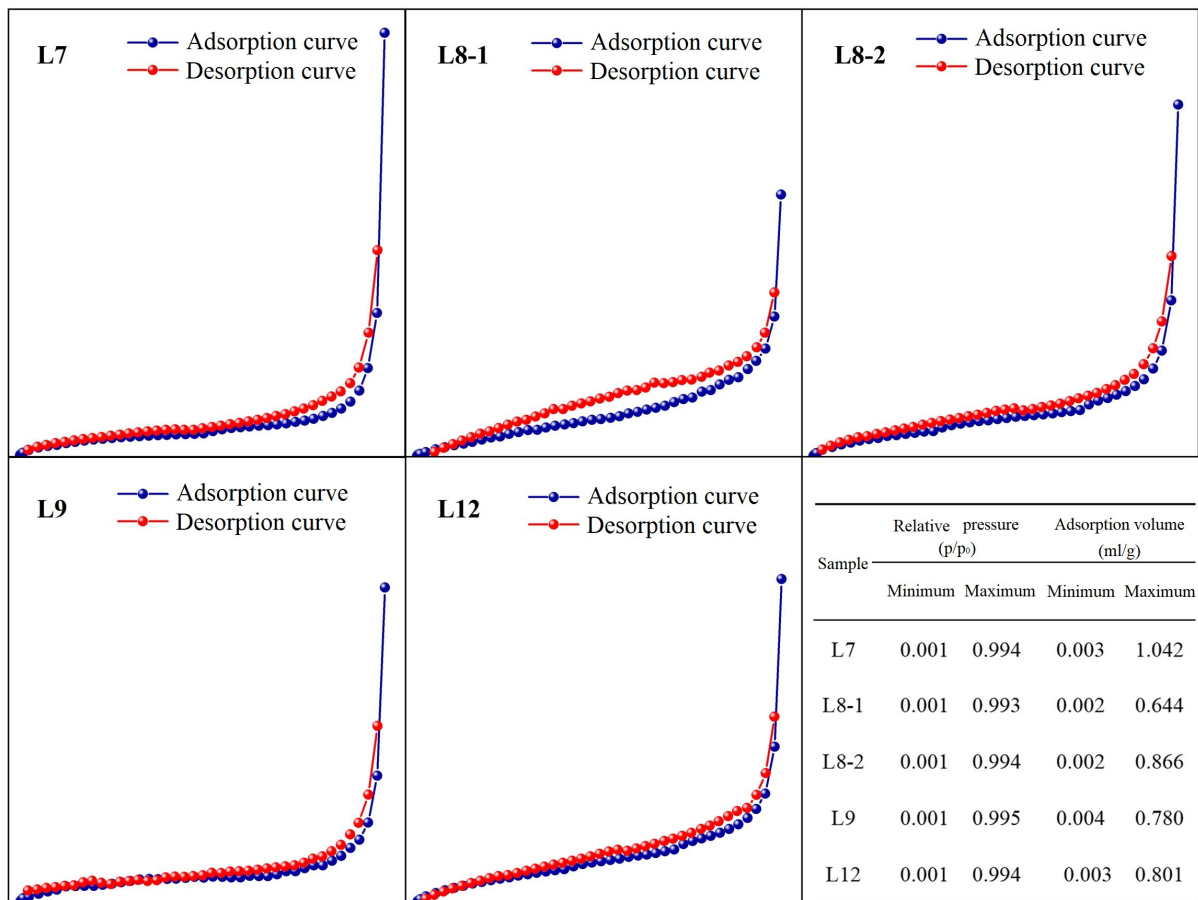 L7
Adsorption curve
Desorption curve
L8-1
Adsorption curve
Desorption curve
L8-2
Adsorption curve
Desorption curve
L9
Adsorption curve
Desorption curve
L12
Adsorption curve
Desorption curve
Sample
Relative pressure
(p/p₀)
Adsorption volume
(ml/g)
Minimum Maximum Minimum Maximum
L7 0.001 0.994 0.003 1.042
L8-1 0.001 0.993 0.002 0.644
L8-2 0.001 0.994 0.002 0.866
L9 0.001 0.995 0.004 0.780
L12 0.001 0.994 0.003 0.801